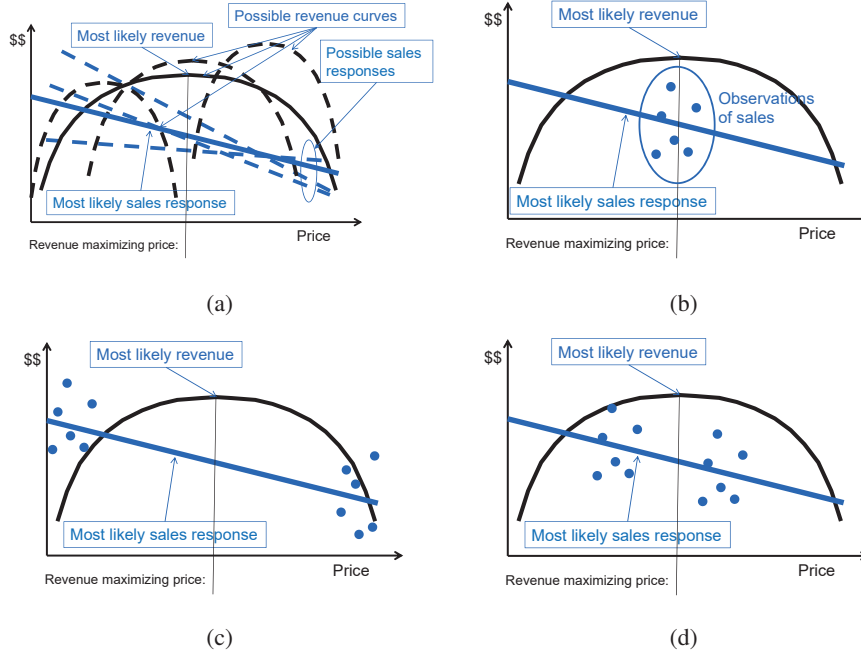 $$
Possible revenue curves
Most likely revenue
Possible sales
responses
Most likely sales response
Price
Revenue maximizing price:
(a)
$$
Most likely revenue
Observations
of sales
Most likely sales response
Price
Revenue maximizing price:
(b)
$$
Most likely revenue
Most likely sales response
Price
Revenue maximizing price:
(c)
$$
Most likely revenue
Most likely sales response
Price
Revenue maximizing price:
(d)